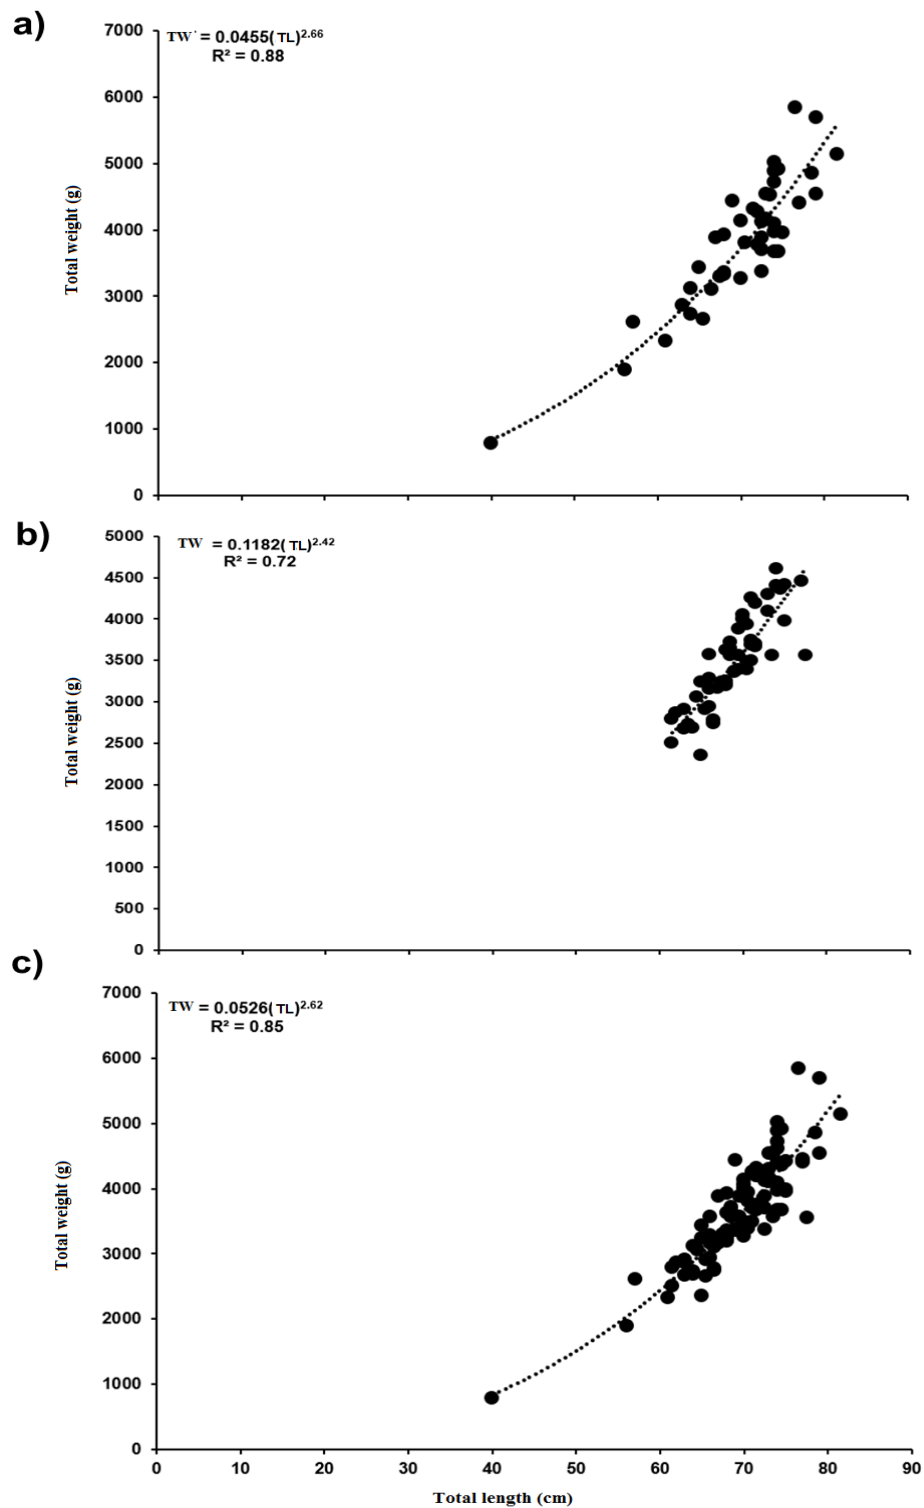 a)
TW = 0.0455(TL)^2.66
R² = 0.88
7000
6000
5000
4000
3000
2000
1000
0
Total weight (g)
b)
TW = 0.1182(TL)^2.42
R² = 0.72
5000
4500
4000
3500
3000
2500
2000
1500
1000
500
0
Total weight (g)
c)
TW = 0.0526(TL)^2.62
R² = 0.85
7000
6000
5000
4000
3000
2000
1000
0
Total weight (g)
0 10 20 30 40 50 60 70 80 90
Total length (cm)